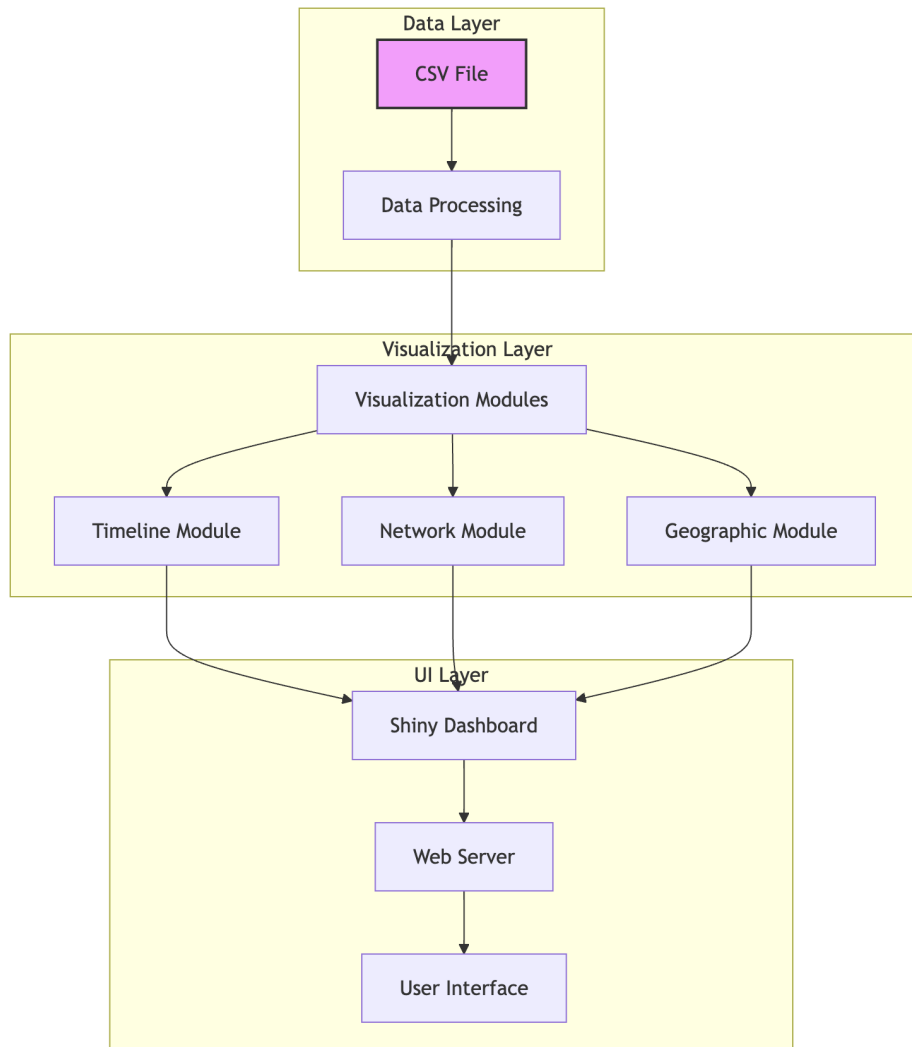 Data Layer
CSV File
Data Processing
Visualization Layer
Visualization Modules
Timeline Module
Network Module
Geographic Module
UI Layer
Shiny Dashboard
Web Server
User Interface